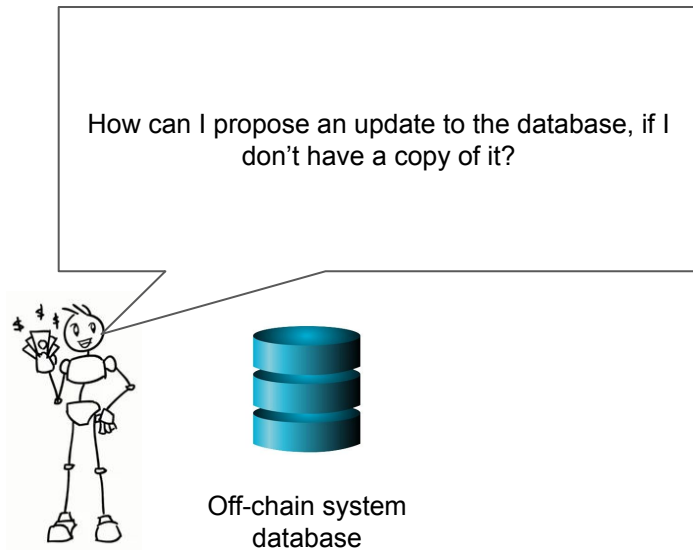 How can I propose an update to the database, if I
don’t have a copy of it?
$ $ $
Off-chain system
database